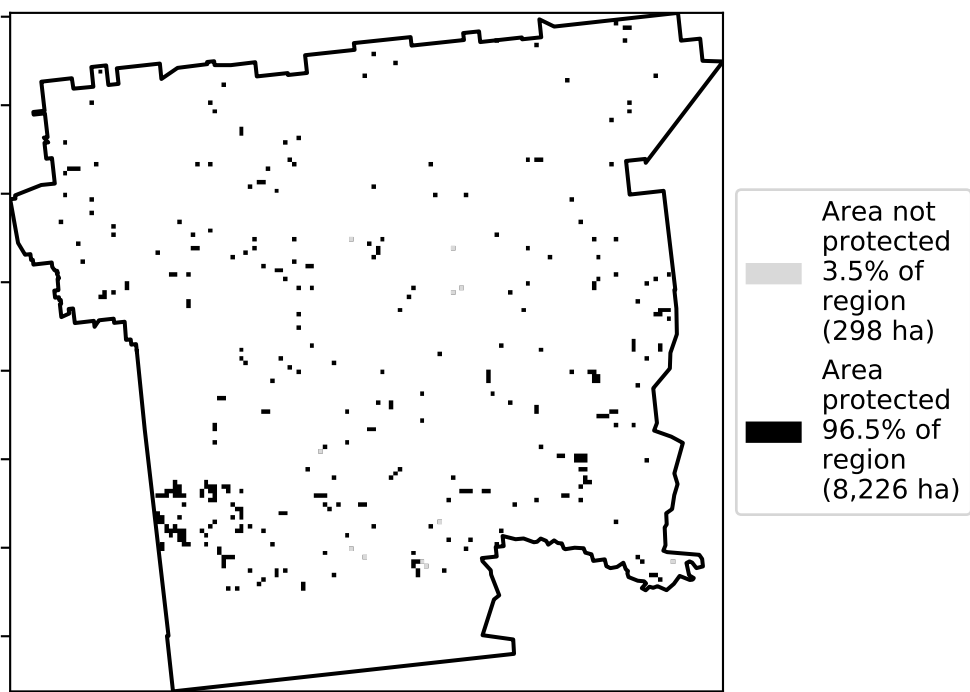 Area not
protected
3.5% of
region
(298 ha)
Area
protected
96.5% of
region
(8,226 ha)